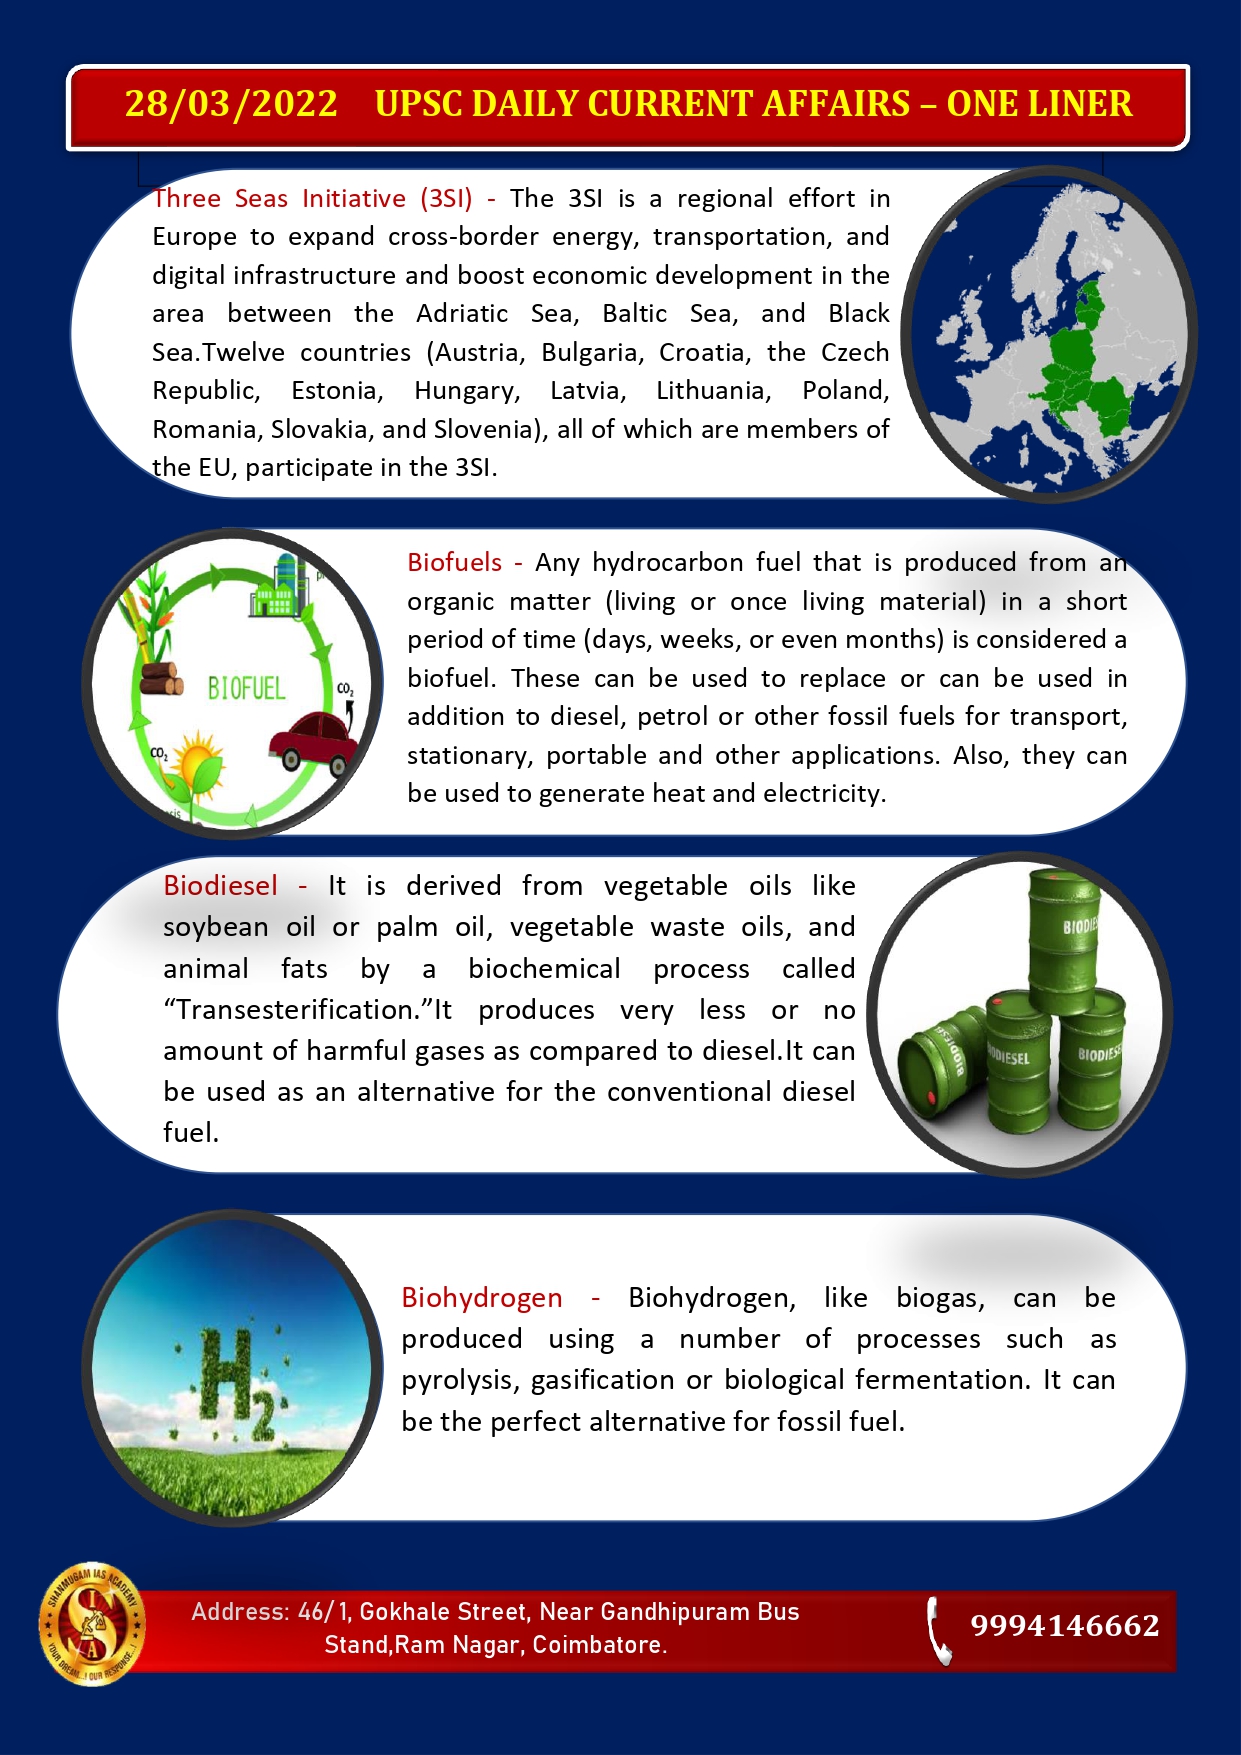 28/03/2022 UPSC DAILY CURRENT AFFAIRS – ONE LINER
Three Seas Initiative (3SI) - The 3SI is a regional effort in
Europe to expand cross-border energy, transportation, and
digital infrastructure and boost economic development in the
area between the Adriatic Sea, Baltic Sea, and Black
Sea.Twelve countries (Austria, Bulgaria, Croatia, the Czech
Republic, Estonia, Hungary, Latvia, Lithuania, Poland,
Romania, Slovakia, and Slovenia), all of which are members of
the EU, participate in the 3SI.
BIOFUEL
CO2
CO2
Biofuels - Any hydrocarbon fuel that is produced from an
organic matter (living or once living material) in a short
period of time (days, weeks, or even months) is considered a
biofuel. These can be used to replace or can be used in
addition to diesel, petrol or other fossil fuels for transport,
stationary, portable and other applications. Also, they can
be used to generate heat and electricity.
Biodiesel - It is derived from vegetable oils like
soybean oil or palm oil, vegetable waste oils, and
animal fats by a biochemical process called
“Transesterification.”It produces very less or no
amount of harmful gases as compared to diesel.It can
be used as an alternative for the conventional diesel
fuel.
BIODIESEL
BIODIESEL
BIODIESEL
H2
Biohydrogen - Biohydrogen, like biogas, can be
produced using a number of processes such as
pyrolysis, gasification or biological fermentation. It can
be the perfect alternative for fossil fuel.
SHANMUGAM IAS ACADEMY
SIA
YOUR DREAM...! OUR RESPONSE...!
Address: 46/1, Gokhale Street, Near Gandhipuram Bus
Stand,Ram Nagar, Coimbatore.
9994146662